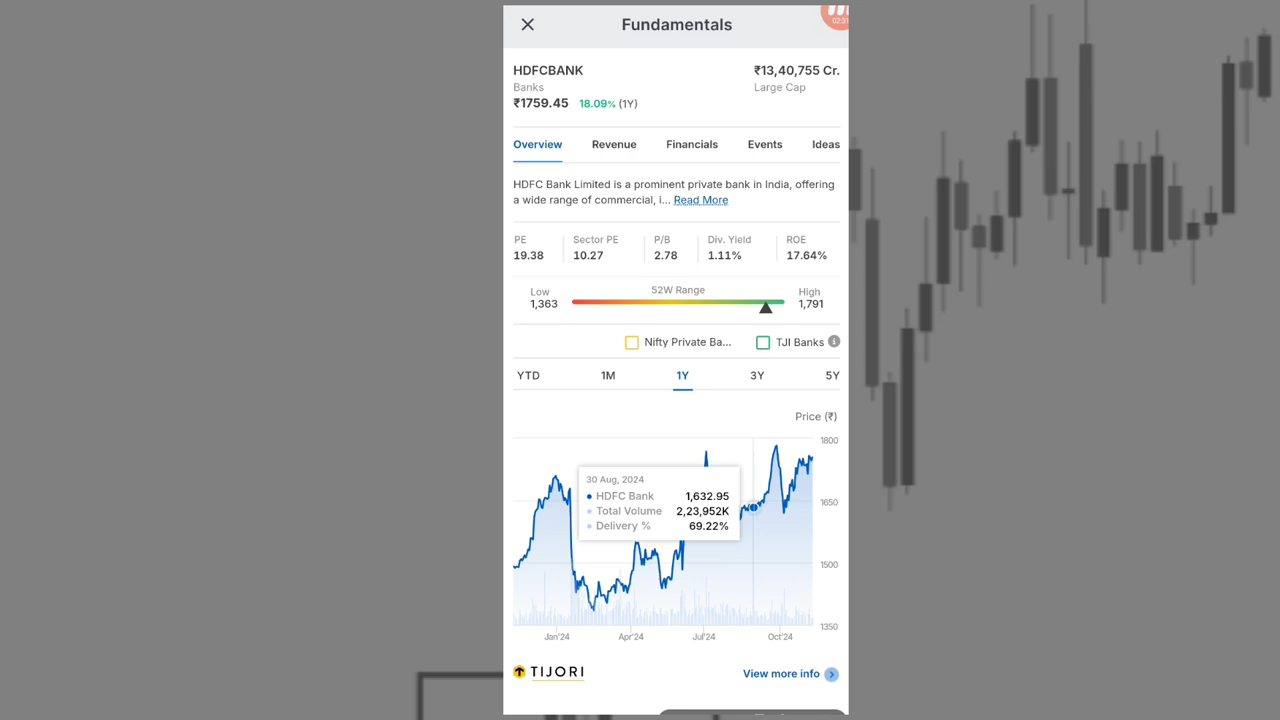 Fundamentals
02:31
HDFCBANK ₹13,40,755 Cr.
Banks Large Cap
₹1759.45 18.09% (1Y)
Overview Revenue Financials Events Ideas
HDFC Bank Limited is a prominent private bank in India, offering
a wide range of commercial, i... Read More
PE Sector PE P/B Div. Yield ROE
19.38 10.27 2.78 1.11% 17.64%
52W Range
Low High
1,363 1,791
Nifty Private Ba... TJI Banks
YTD 1M 1Y 3Y 5Y
Price (₹)
1800
30 Aug, 2024
HDFC Bank 1,632.95
1650
Total Volume 2,23,952K
Delivery % 69.22%
1500
1350
Jan'24 Apr'24 Jul'24 Oct'24
TIJORI View more info